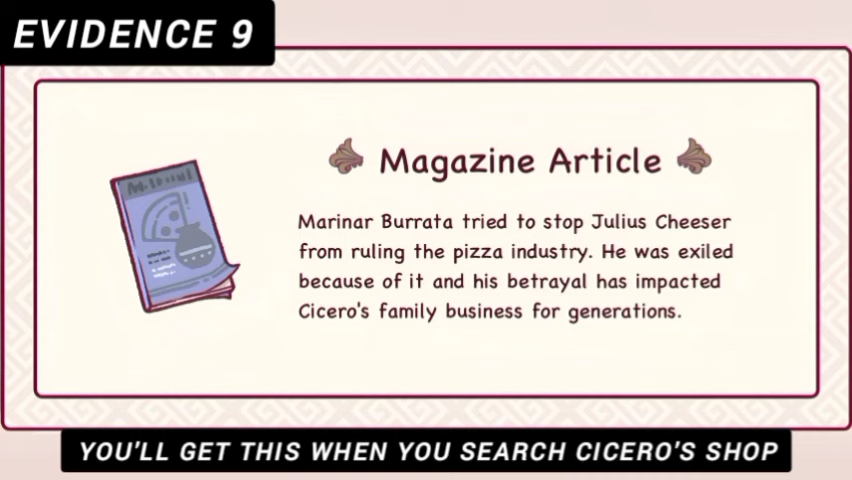 EVIDENCE 9
Magazine Article
Marinar Burrata tried to stop Julius Cheeser
from ruling the pizza industry. He was exiled
because of it and his betrayal has impacted
Cicero's family business for generations.
YOU'LL GET THIS WHEN YOU SEARCH CICERO'S SHOP